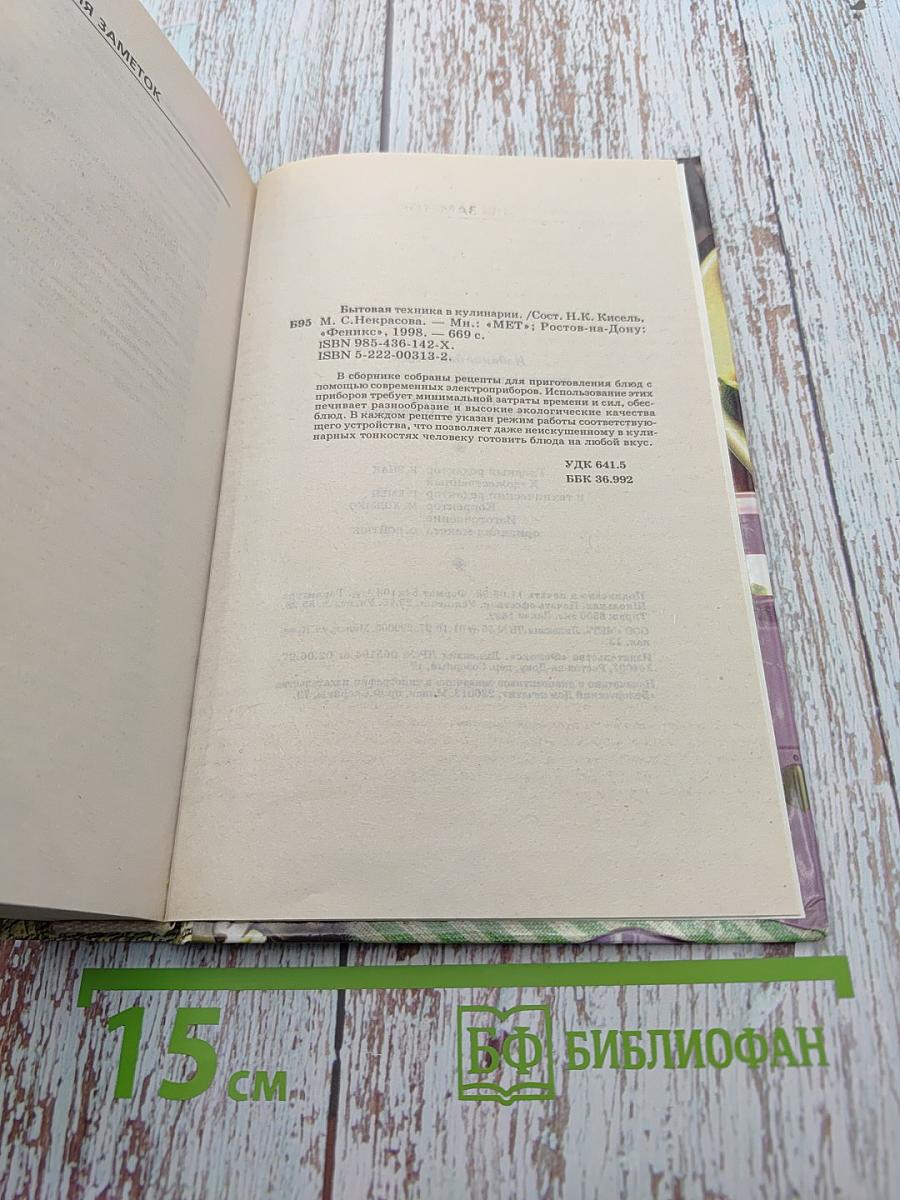 ЗАМЕТОК
Бытовая техника в кулинарии. /Сост. Н.К. Кисель,
Б95 М. С.Некрасова. — Мн.: «МЕТ»; Ростов-на-Дону:
«Феникс», 1998. — 669 с.
ISBN 985-436-142-X.
ISBN 5-222-00313-2.
В сборнике собраны рецепты для приготовления блюд с
помощью современных электроприборов. Использование этих
приборов требует минимальной затраты времени и сил, обес-
печивает разнообразие и высокие экологические качества
блюд. В каждом рецепте указан режим работы соответствую-
щего устройства, что позволяет даже неискушенному в кули-
нарных тонкостях человеку готовить блюда на любой вкус.
УДК 641.5
ББК 36.992
15 см
БФ БИБЛИОФАН